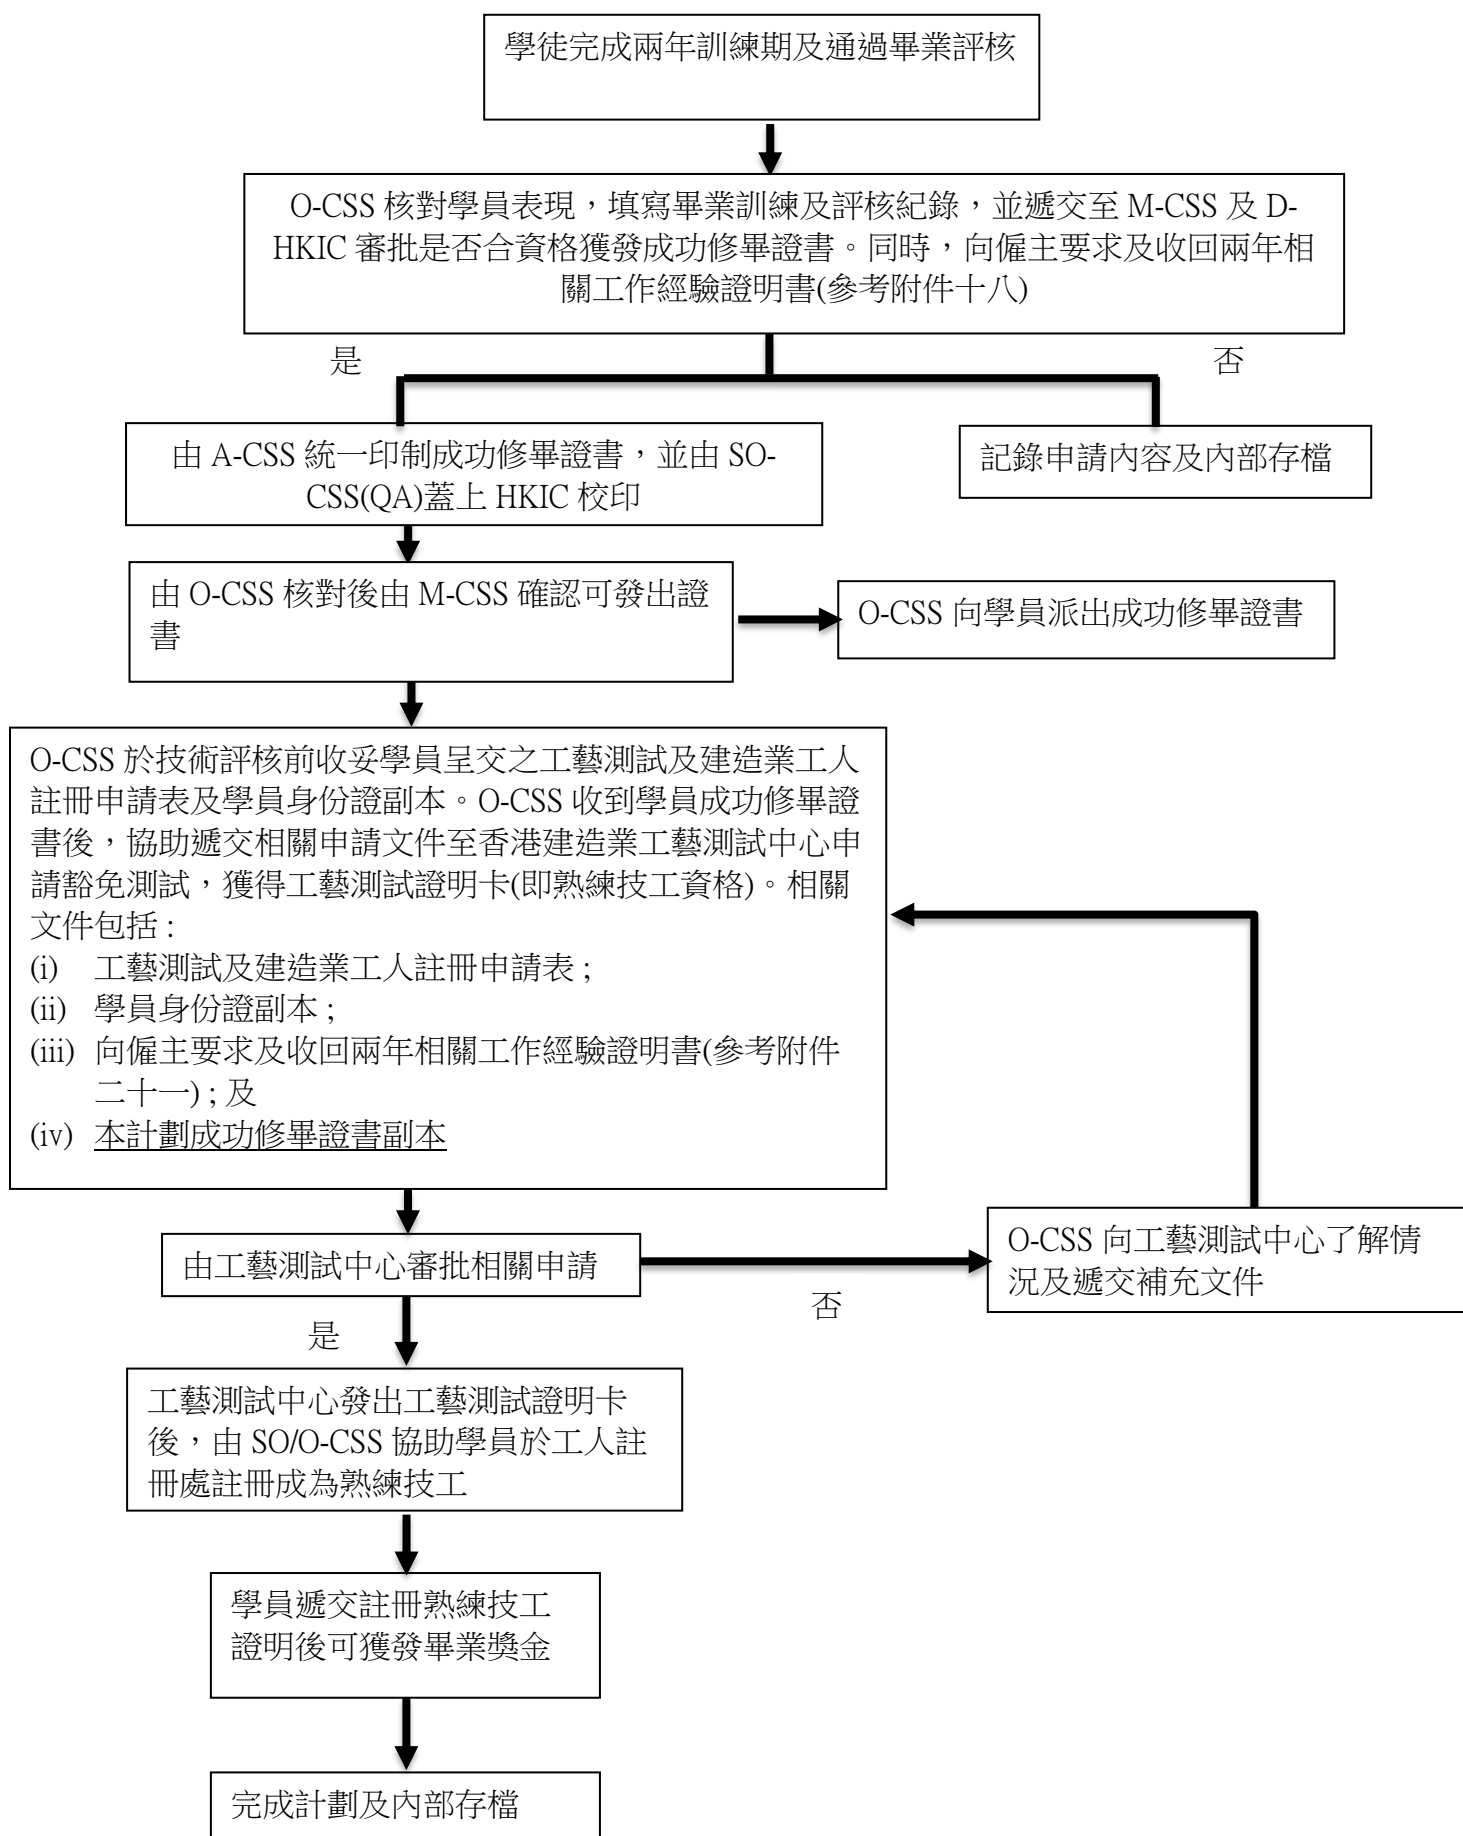 學徒完成兩年訓練期及通過畢業評核
O-CSS 核對學員表現，填寫畢業訓練及評核紀錄，並遞交至 M-CSS 及 D-
HKIC 審批是否合資格獲發成功修畢證書。同時，向僱主要求及收回兩年相
關工作經驗證明書(參考附件十八)
是
否
由 A-CSS 統一印制成功修畢證書，並由 SO-
CSS(QA)蓋上 HKIC 校印
記錄申請內容及內部存檔
由 O-CSS 核對後由 M-CSS 確認可發出證
書
O-CSS 向學員派出成功修畢證書
O-CSS 於技術評核前收妥學員呈交之工藝測試及建造業工人
註冊申請表及學員身份證副本。O-CSS 收到學員成功修畢證
書後，協助遞交相關申請文件至香港建造業工藝測試中心申
請豁免測試，獲得工藝測試證明卡(即熟練技工資格)。相關
文件包括 :
(i) 工藝測試及建造業工人註冊申請表 ;
(ii) 學員身份證副本 ;
(iii) 向僱主要求及收回兩年相關工作經驗證明書(參考附件
二十一) ; 及
(iv) 本計劃成功修畢證書副本
由工藝測試中心審批相關申請
否
O-CSS 向工藝測試中心了解情
況及遞交補充文件
是
工藝測試中心發出工藝測試證明卡
後，由 SO/O-CSS 協助學員於工人註
冊處註冊成為熟練技工
學員遞交註冊熟練技工
證明後可獲發畢業獎金
完成計劃及內部存檔